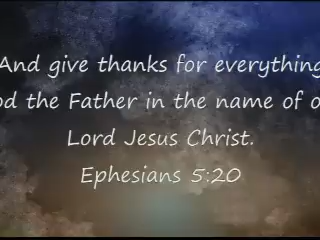 And give thanks for everything
od the Father in the name of o
Lord Jesus Christ.
Ephesians 5:20